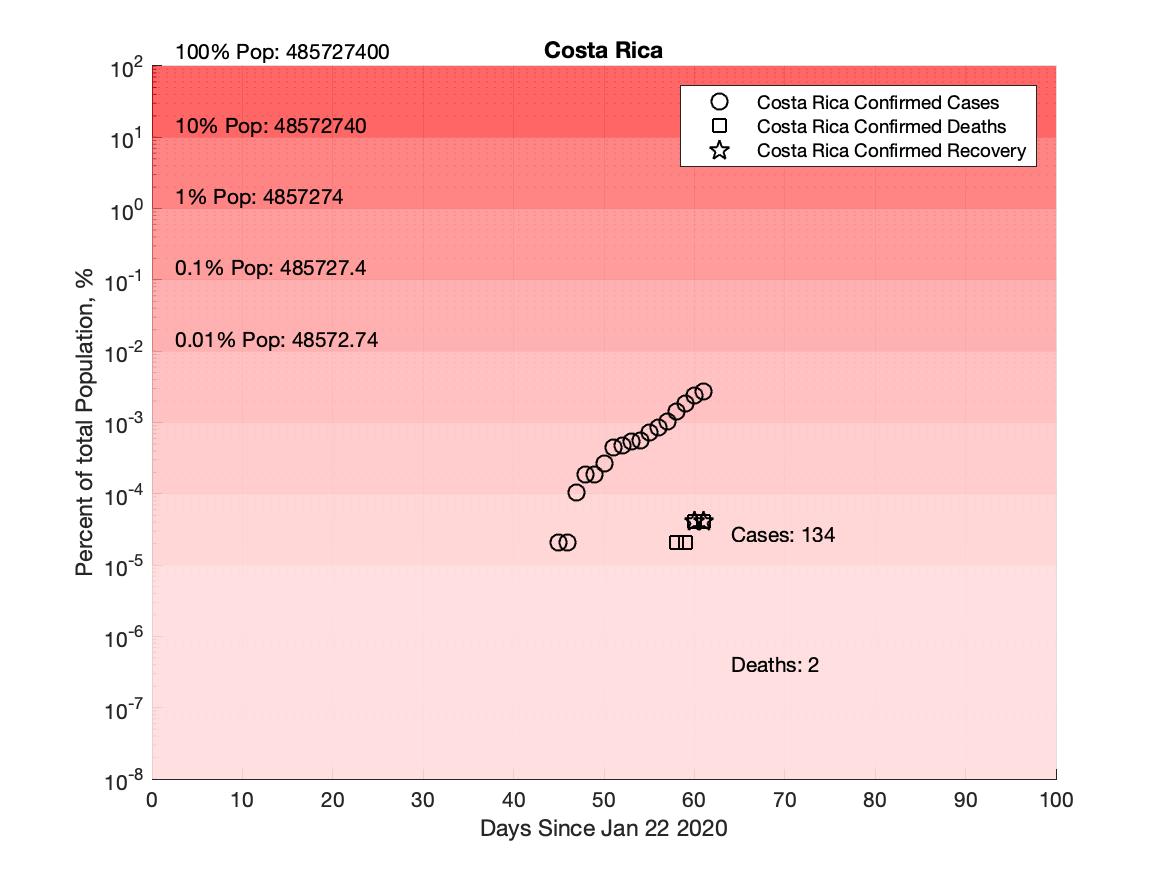 Costa Rica
100% Pop: 485727400
10% Pop: 48572740
1% Pop: 4857274
0.1% Pop: 485727.4
0.01% Pop: 48572.74
Costa Rica Confirmed Cases
Costa Rica Confirmed Deaths
Costa Rica Confirmed Recovery
Cases: 134
Deaths: 2
Percent of total Population, %
10^2
10^1
10^0
10^-1
10^-2
10^-3
10^-4
10^-5
10^-6
10^-7
10^-8
0 10 20 30 40 50 60 70 80 90 100
Days Since Jan 22 2020